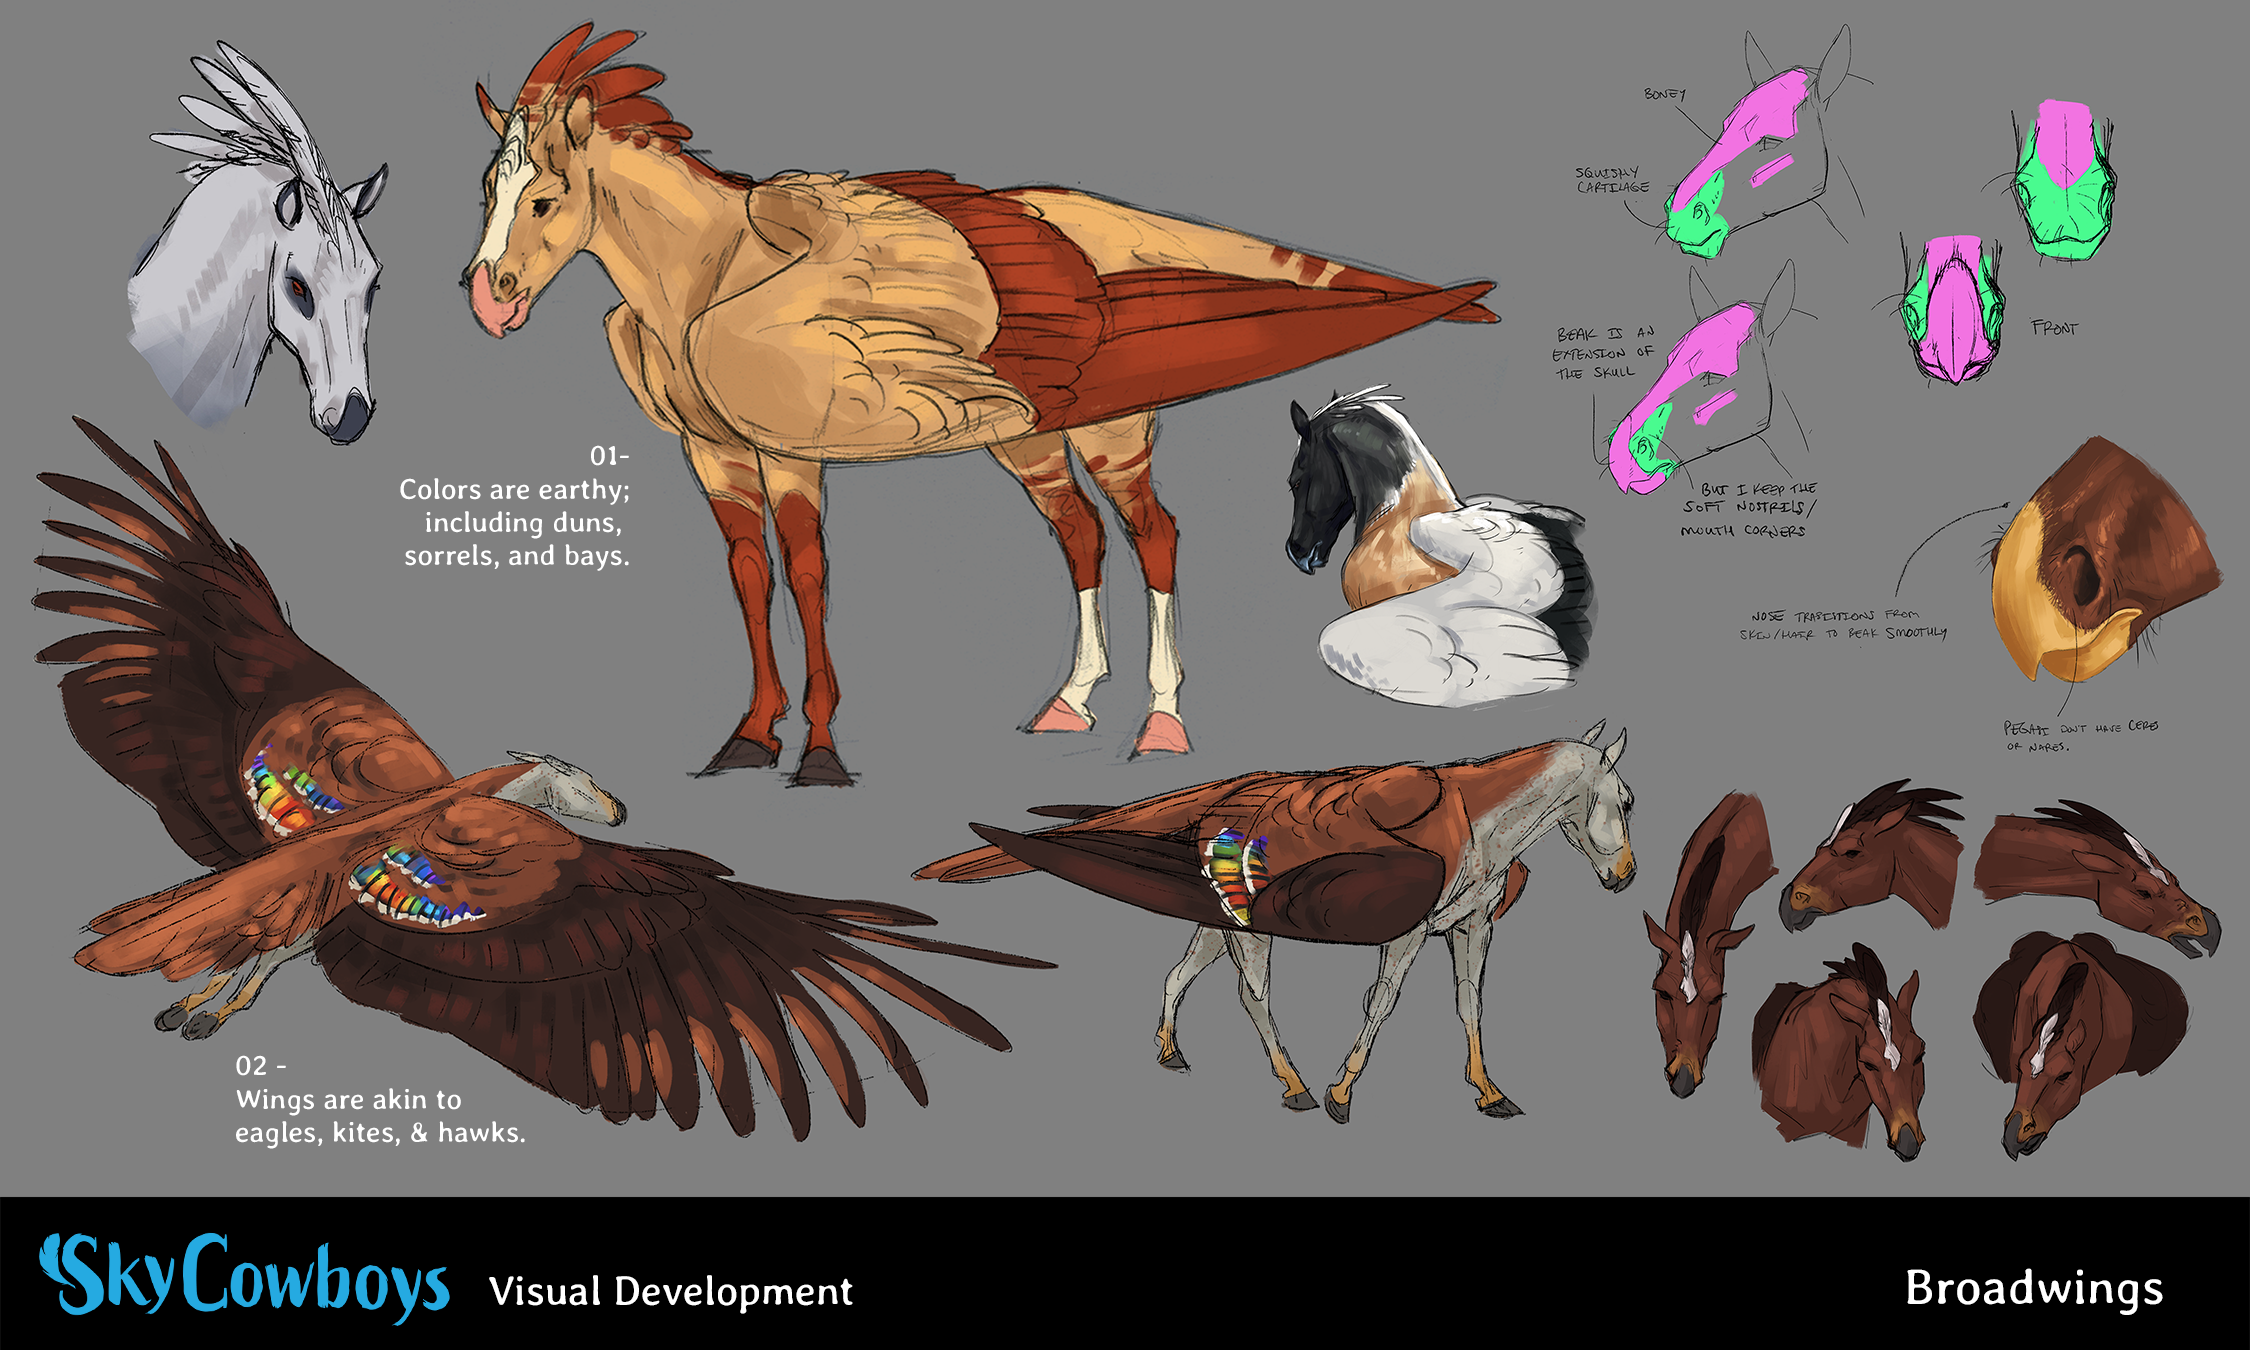 BONEY
SQUISHY
CARTILAGE
BEAK IS AN
EXTENSION OF
THE SKULL
FRONT
BUT I KEEP THE
SOFT NOSTRILS/
MOUTH CORNERS
01-
Colors are earthy;
including duns,
sorrels, and bays.
NOSE TRASITIONS FROM
SKIN/HAIR TO BEAK SMOOTHLY
PEGASI DON'T HAVE CERES
OR NARES.
02 -
Wings are akin to
eagles, kites, & hawks.
SkyCowboys Visual Development
Broadwings